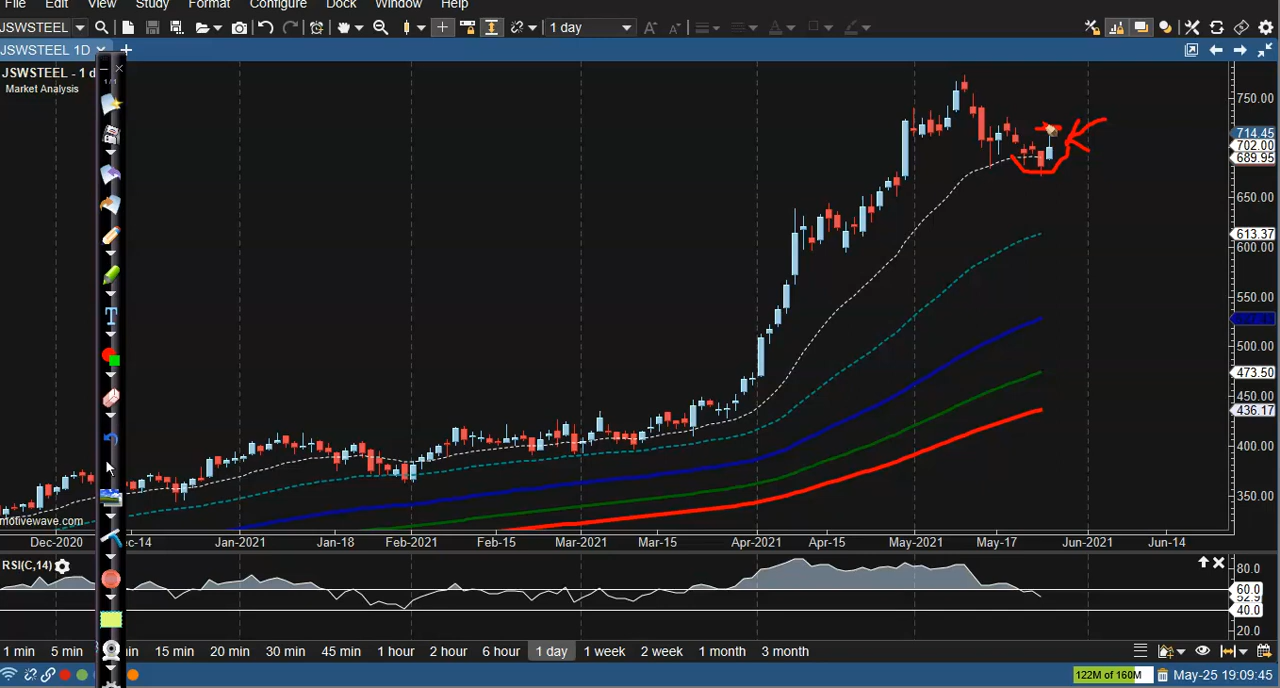 File Edit View Study Format Configure Dock Window Help
JSWSTEEL 1 day
JSWSTEEL 1D
JSWSTEEL - 1 d
Market Analysis
1/1
750.00
714.45
702.00
689.95
650.00
613.37
600.00
550.00
500.00
473.50
450.00
436.17
400.00
350.00
motivewave.com
Dec-2020 Dec-14 Jan-2021 Jan-18 Feb-2021 Feb-15 Mar-2021 Mar-15 Apr-2021 Apr-15 May-2021 May-17 Jun-2021 Jun-14
RSI(C,14)
80.0
60.0
40.0
20.0
1 min 5 min in 15 min 20 min 30 min 45 min 1 hour 2 hour 6 hour 1 day 1 week 2 week 1 month 3 month
122M of 160M May-25 15:09:45